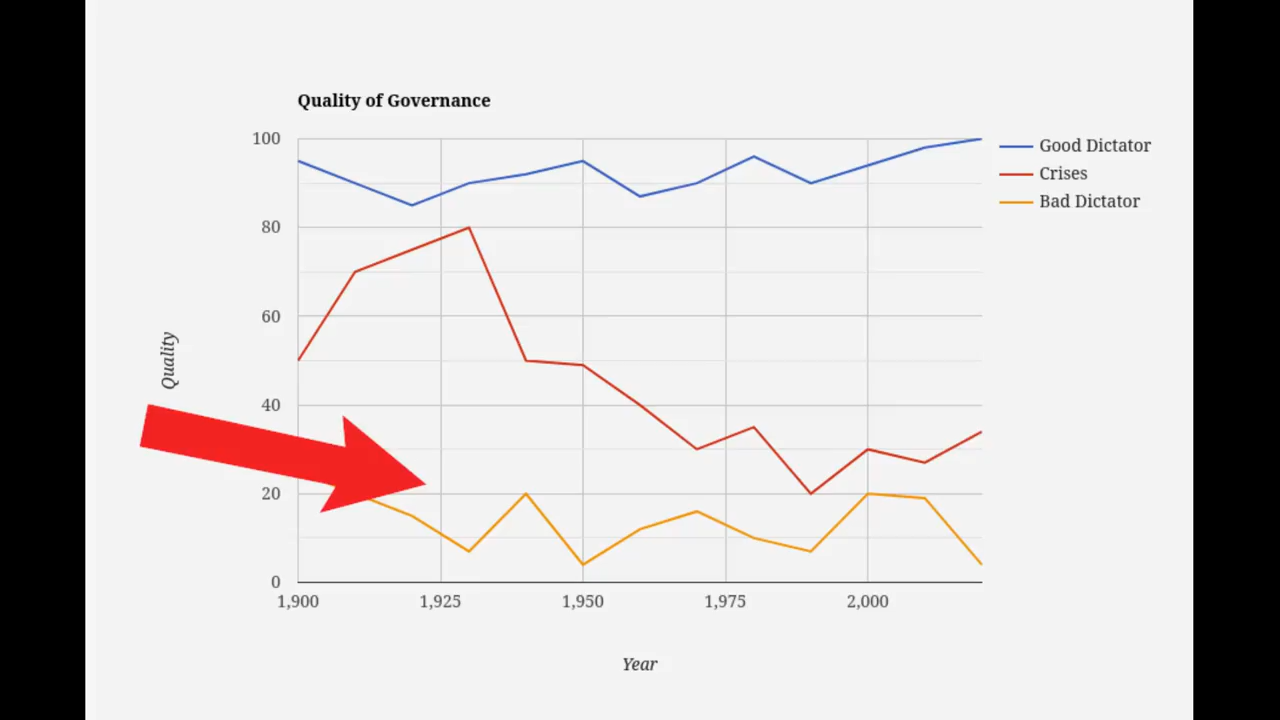 Quality of Governance
100
80
60
40
20
0
Quality
1,900
1,925
1,950
1,975
2,000
Year
Good Dictator
Crises
Bad Dictator